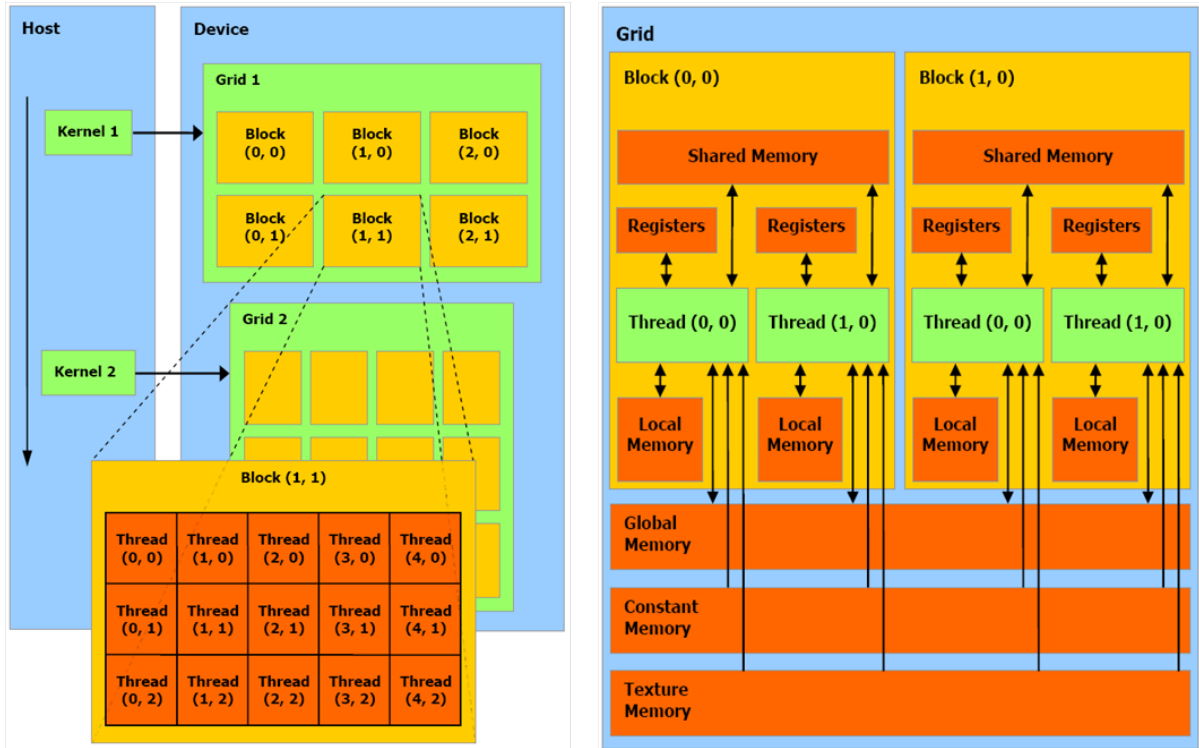 Host
Device
Grid 1
Kernel 1
Block
(0, 0)
Block
(1, 0)
Block
(2, 0)
Block
(0, 1)
Block
(1, 1)
Block
(2, 1)
Grid 2
Kernel 2
Block (1, 1)
Thread
(0, 0)
Thread
(1, 0)
Thread
(2, 0)
Thread
(3, 0)
Thread
(4, 0)
Thread
(0, 1)
Thread
(1, 1)
Thread
(2, 1)
Thread
(3, 1)
Thread
(4, 1)
Thread
(0, 2)
Thread
(1, 2)
Thread
(2, 2)
Thread
(3, 2)
Thread
(4, 2)
Grid
Block (0, 0)
Shared Memory
Registers
Registers
Thread (0, 0)
Thread (1, 0)
Local
Memory
Local
Memory
Block (1, 0)
Shared Memory
Registers
Registers
Thread (0, 0)
Thread (1, 0)
Local
Memory
Local
Memory
Global
Memory
Constant
Memory
Texture
Memory